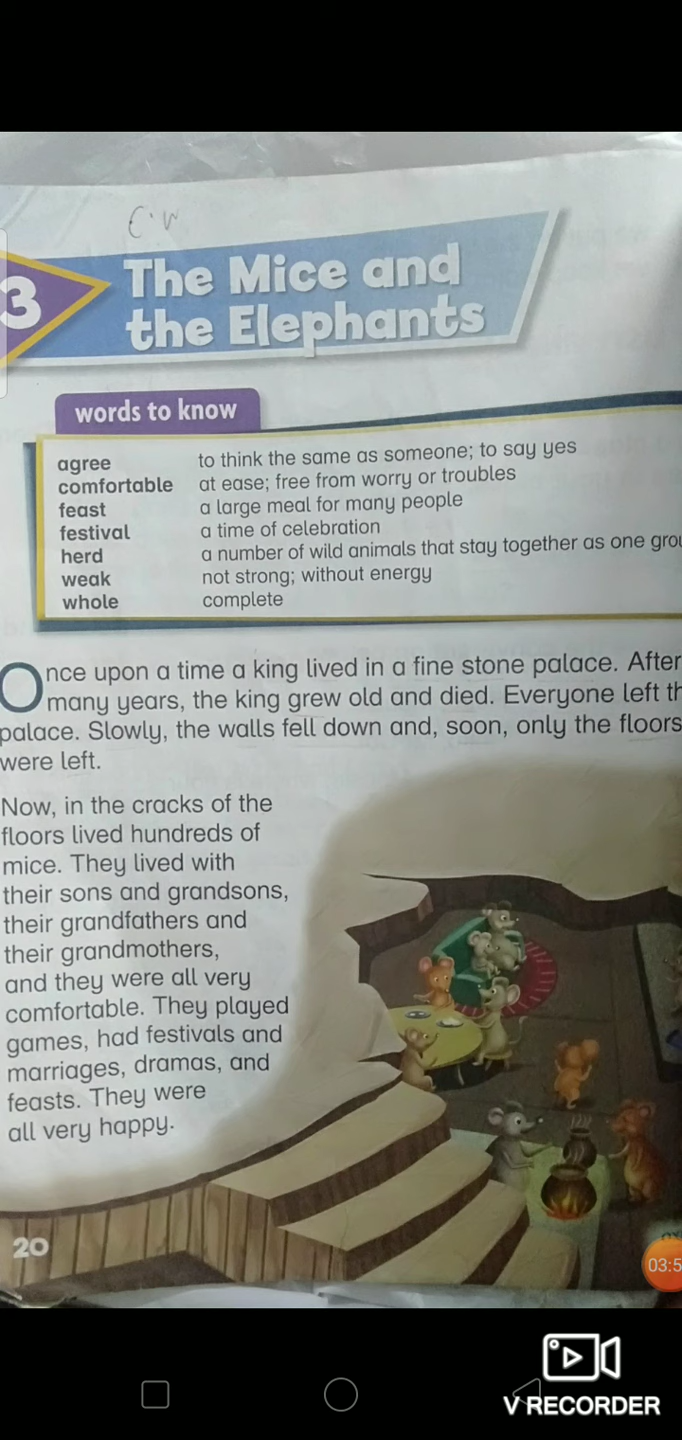 C.W
3
The Mice and
the Elephants
words to know
agree to think the same as someone; to say yes
comfortable at ease; free from worry or troubles
feast a large meal for many people
festival a time of celebration
herd a number of wild animals that stay together as one
weak not strong; without energy
whole complete
Once upon a time a king lived in a fine stone palace. After
many years, the king grew old and died. Everyone left
palace. Slowly, the walls fell down and, soon, only the floors
were left.
Now, in the cracks of the
floors lived hundreds of
mice. They lived with
their sons and grandsons,
their grandfathers and
their grandmothers,
and they were all very
comfortable. They played
games, had festivals and
marriages, dramas, and
feasts. They were
all very happy.
20
03:5
V RECORDER